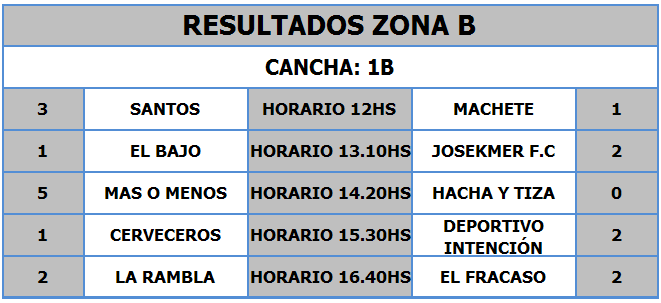 RESULTADOS ZONA B
CANCHA: 1B
3 SANTOS HORARIO 12HS MACHETE 1
1 EL BAJO HORARIO 13.10HS JOSEKMER F.C 2
5 MAS O MENOS HORARIO 14.20HS HACHA Y TIZA 0
1 CERVECEROS HORARIO 15.30HS DEPORTIVO INTENCIÓN 2
2 LA RAMBLA HORARIO 16.40HS EL FRACASO 2